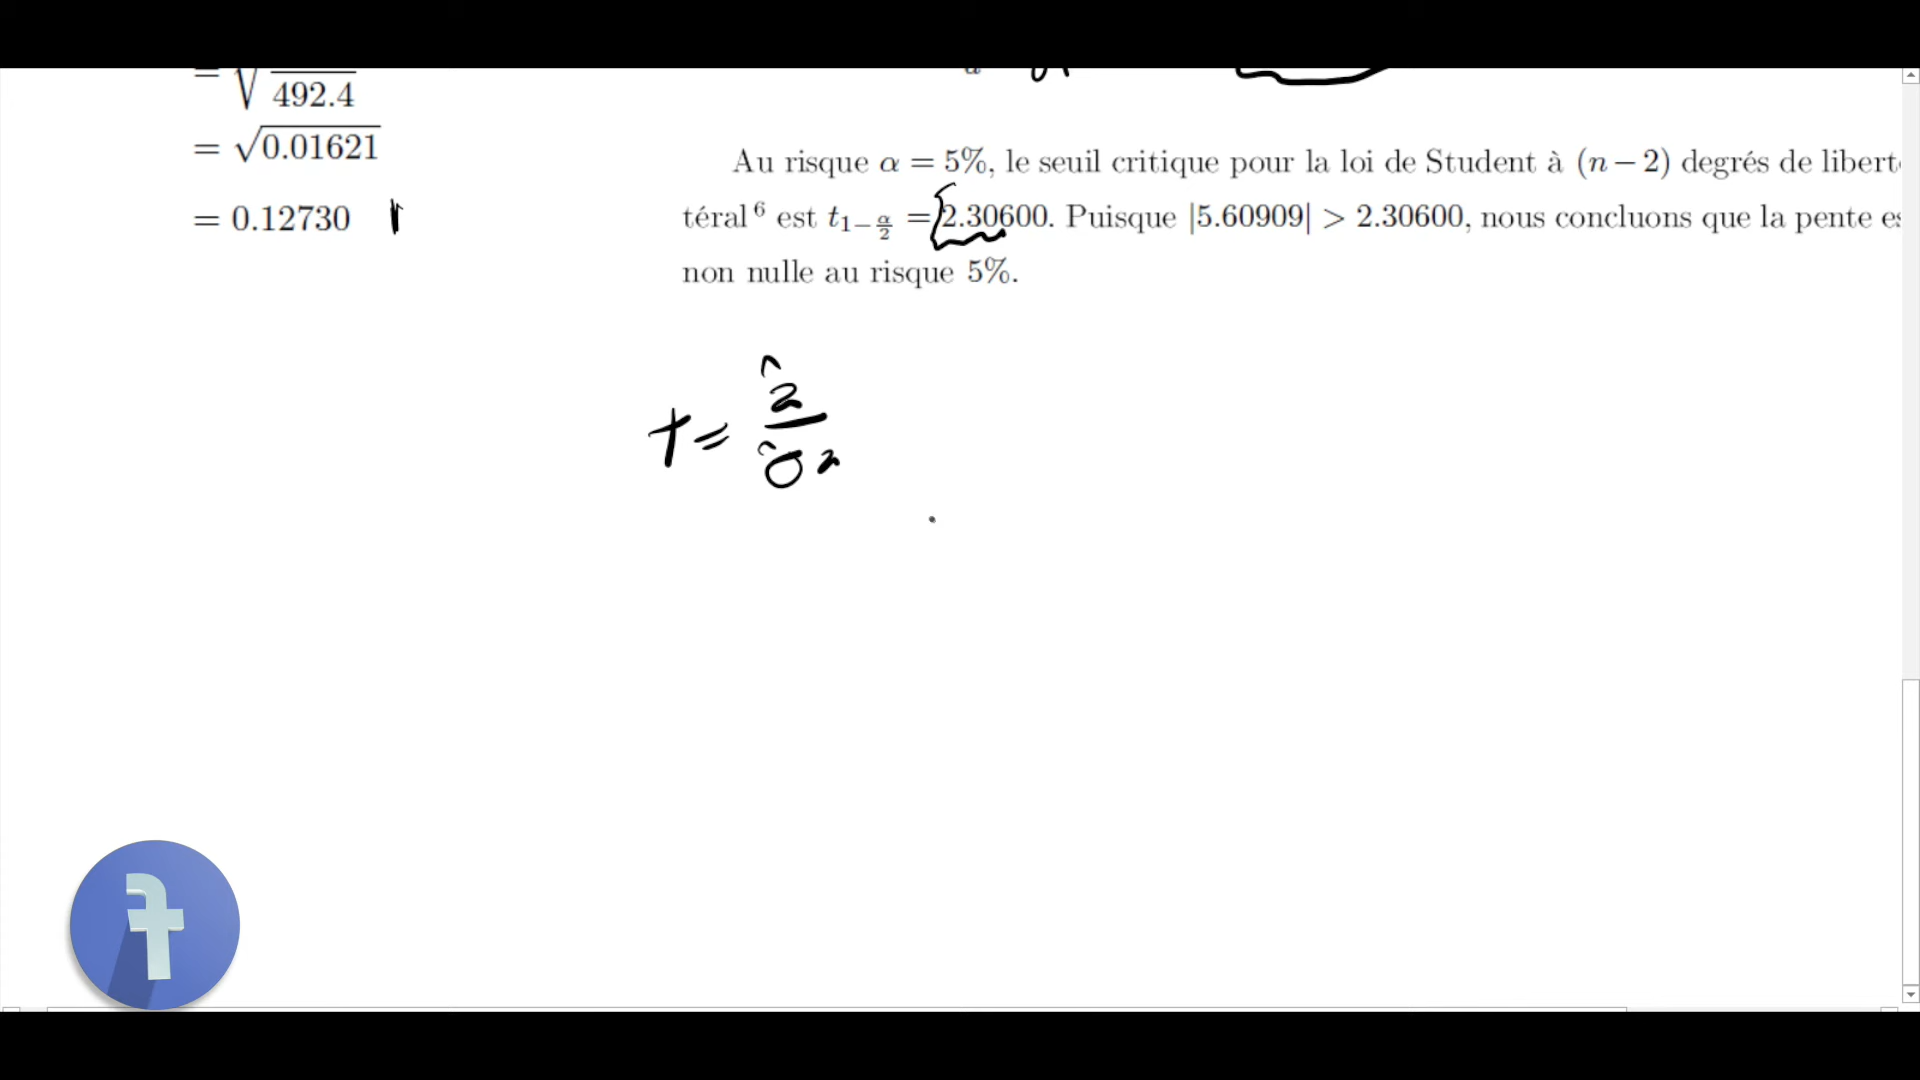 = √ 492.4
= √0.01621
= 0.12730
Au risque α = 5%, le seuil critique pour la loi de Student à (n − 2) degrés de libert
téral 6 est t1−α/2 = 2.30600. Puisque |5.60909| > 2.30600, nous concluons que la pente es
non nulle au risque 5%.
t = â / σ̂a